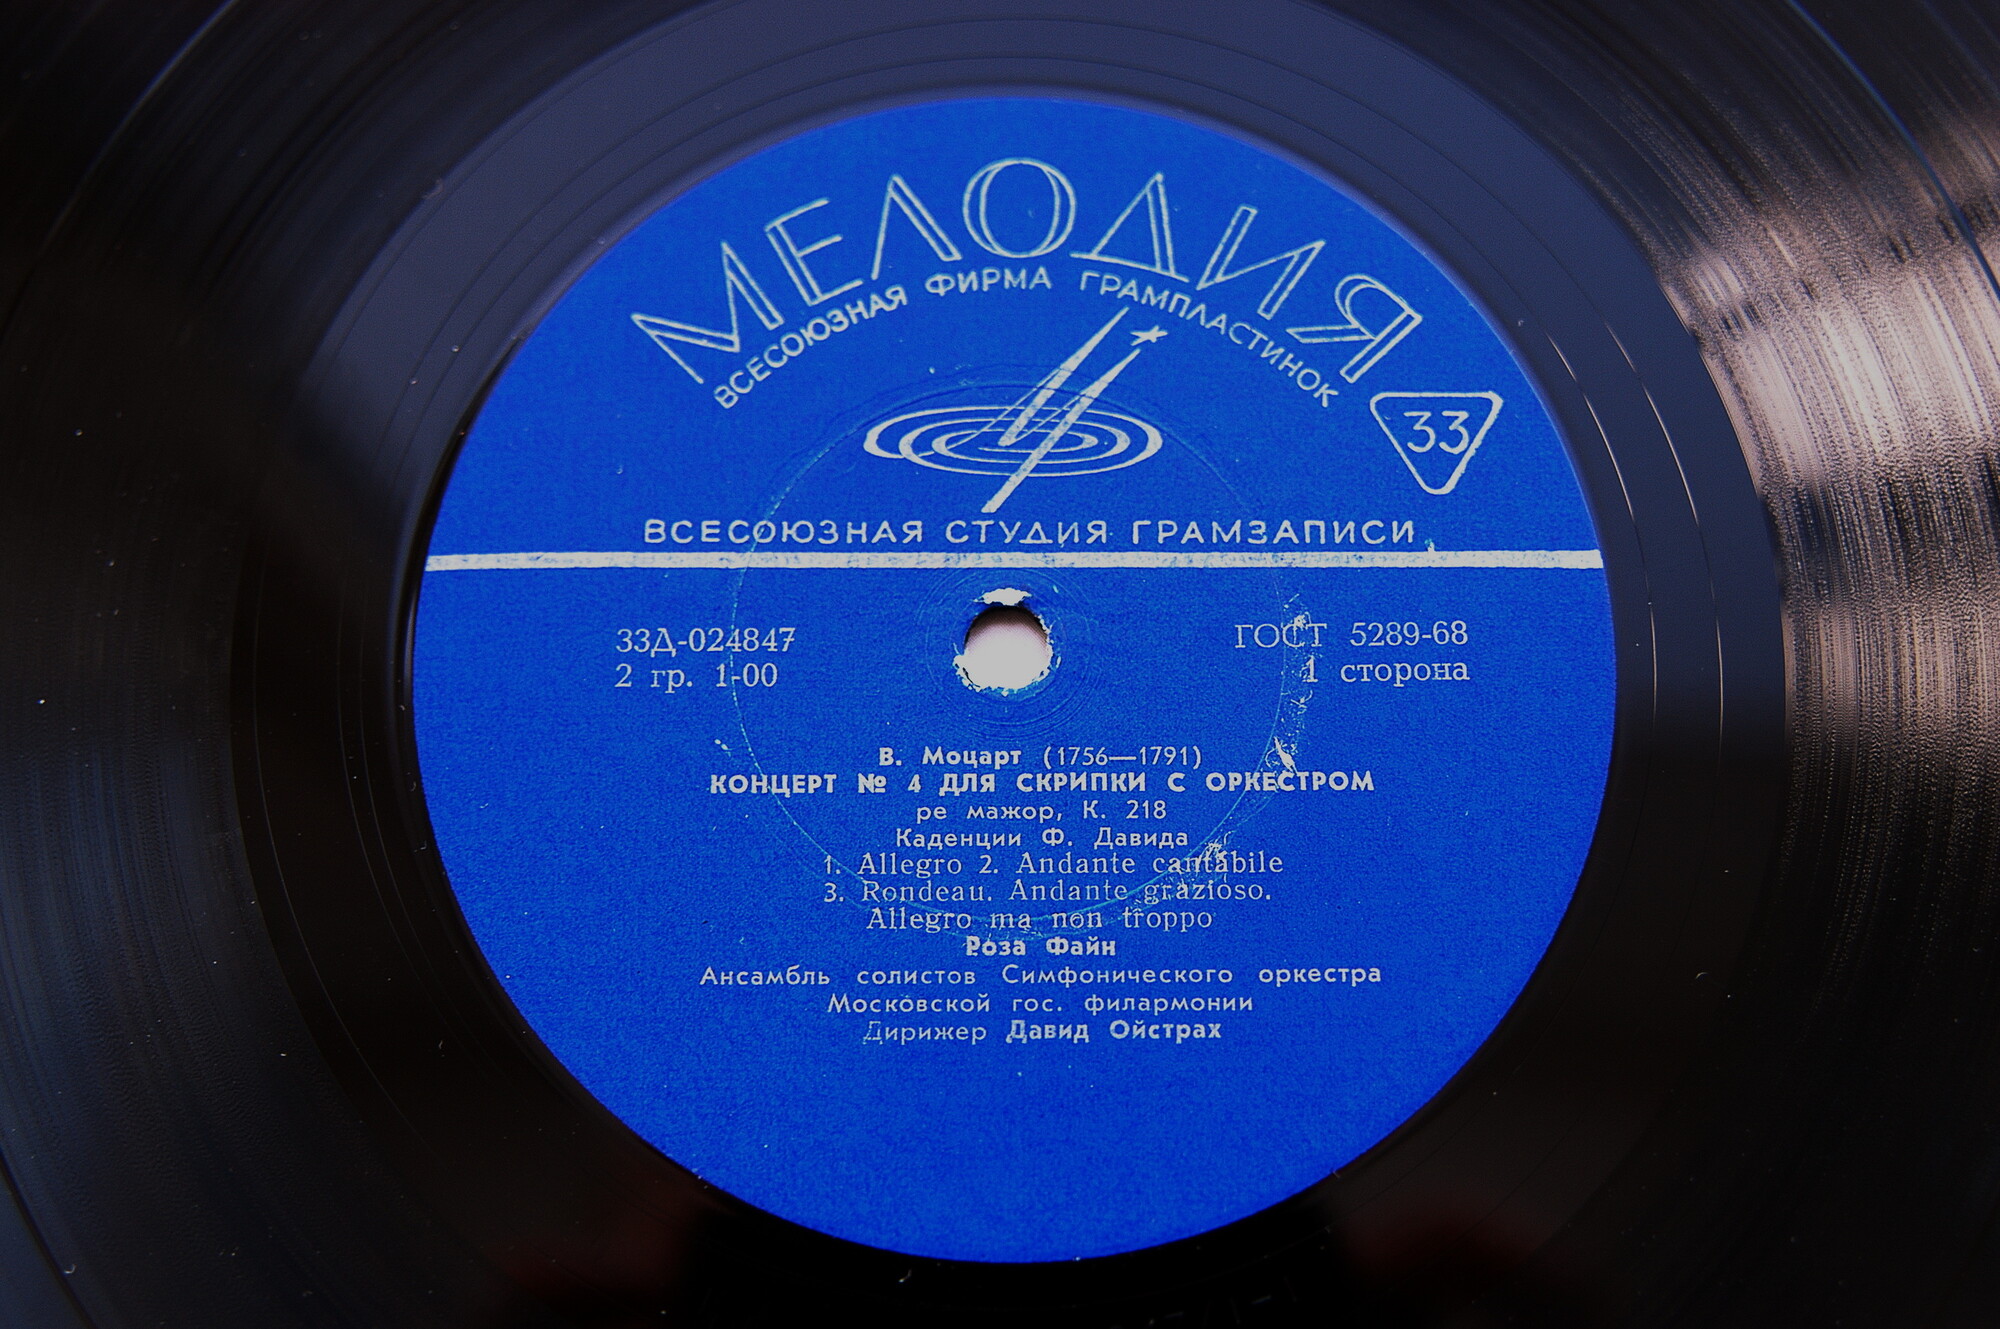 МЕЛОДИЯ
ВСЕСОЮЗНАЯ ФИРМА ГРАМПЛАСТИНОК
33
ВСЕСОЮЗНАЯ СТУДИЯ ГРАМЗАПИСИ
33Д-024847
2 гр. 1-00
ГОСТ 5289-68
1 сторона
В. Моцарт (1756—1791)
КОНЦЕРТ № 4 ДЛЯ СКРИПКИ С ОРКЕСТРОМ
ре мажор, К. 218
Каденции Ф. Давида
1. Allegro 2. Andante cantabile
3. Rondeau. Andante grazioso.
Allegro ma non troppo
Роза Файн
Ансамбль солистов Симфонического оркестра
Московской гос. филармонии
Дирижер Давид Ойстрах